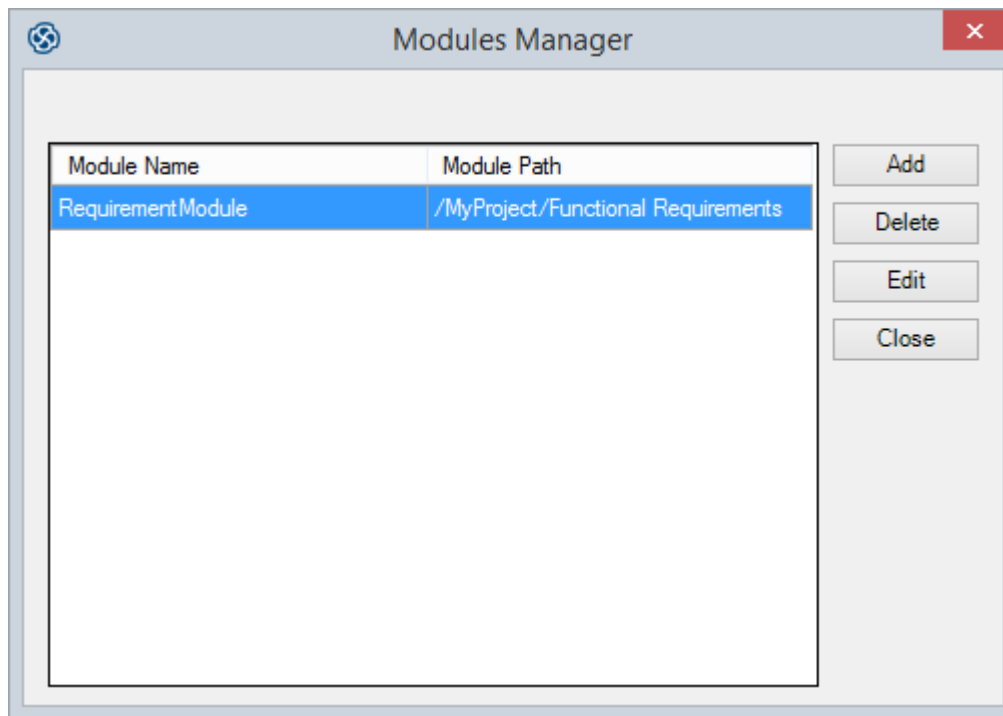 Modules Manager
Module Name Module Path Add
RequirementModule /MyProject/Functional Requirements
Delete
Edit
Close